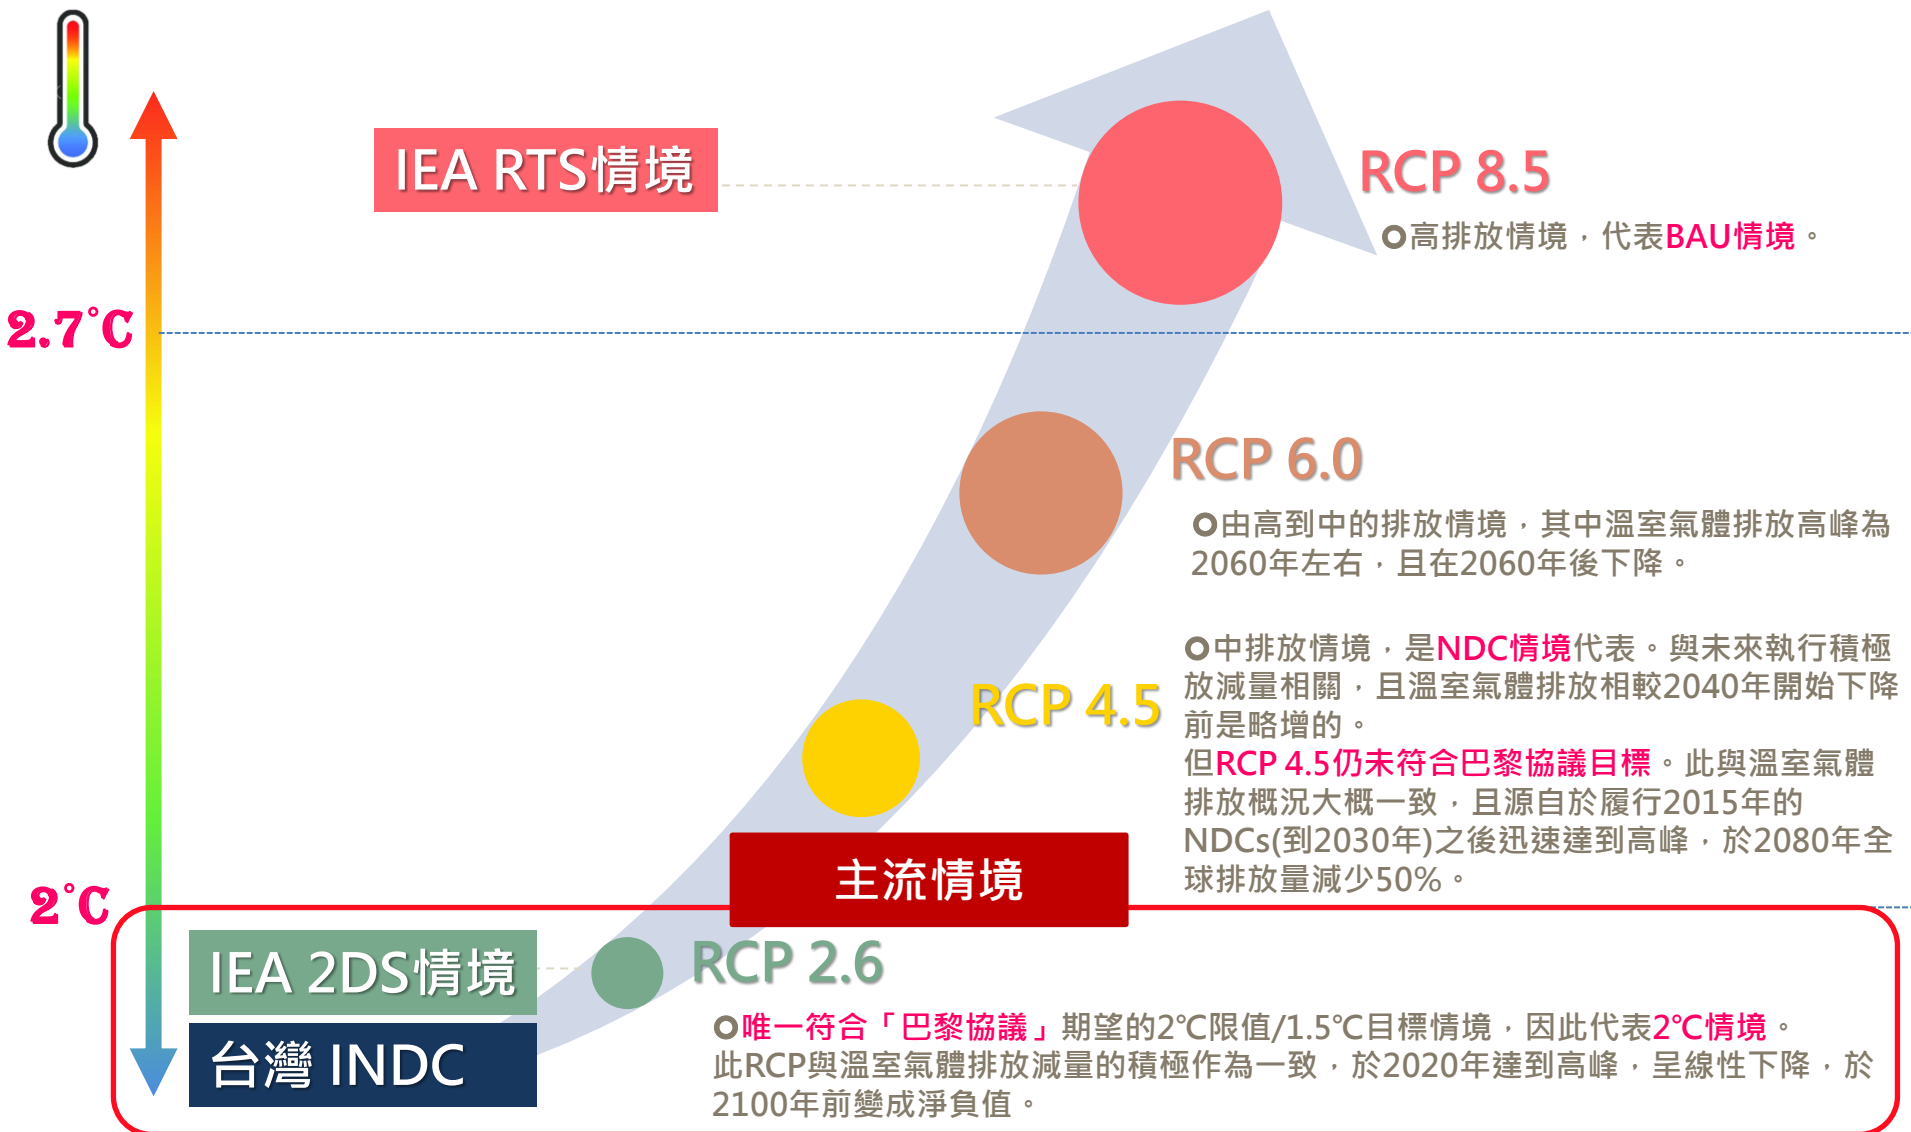 IEA RTS情境
RCP 8.5
高排放情境，代表BAU情境。
2.7°C
RCP 6.0
由高到中的排放情境，其中溫室氣體排放高峰為
2060年左右，且在2060年後下降。
RCP 4.5
中排放情境，是NDC情境代表。與未來執行積極
放減量相關，且溫室氣體排放相較2040年開始下降
前是略增的。
但RCP 4.5仍未符合巴黎協議目標。此與溫室氣體
排放概況大概一致，且源自於履行2015年的
NDCs(到2030年)之後迅速達到高峰，於2080年全
球排放量減少50%。
主流情境
2°C
IEA 2DS情境
台灣 INDC
RCP 2.6
唯一符合「巴黎協議」期望的2℃限值/1.5℃目標情境，因此代表2℃情境。
此RCP與溫室氣體排放減量的積極作為一致，於2020年達到高峰，呈線性下降，於
2100年前變成淨負值。